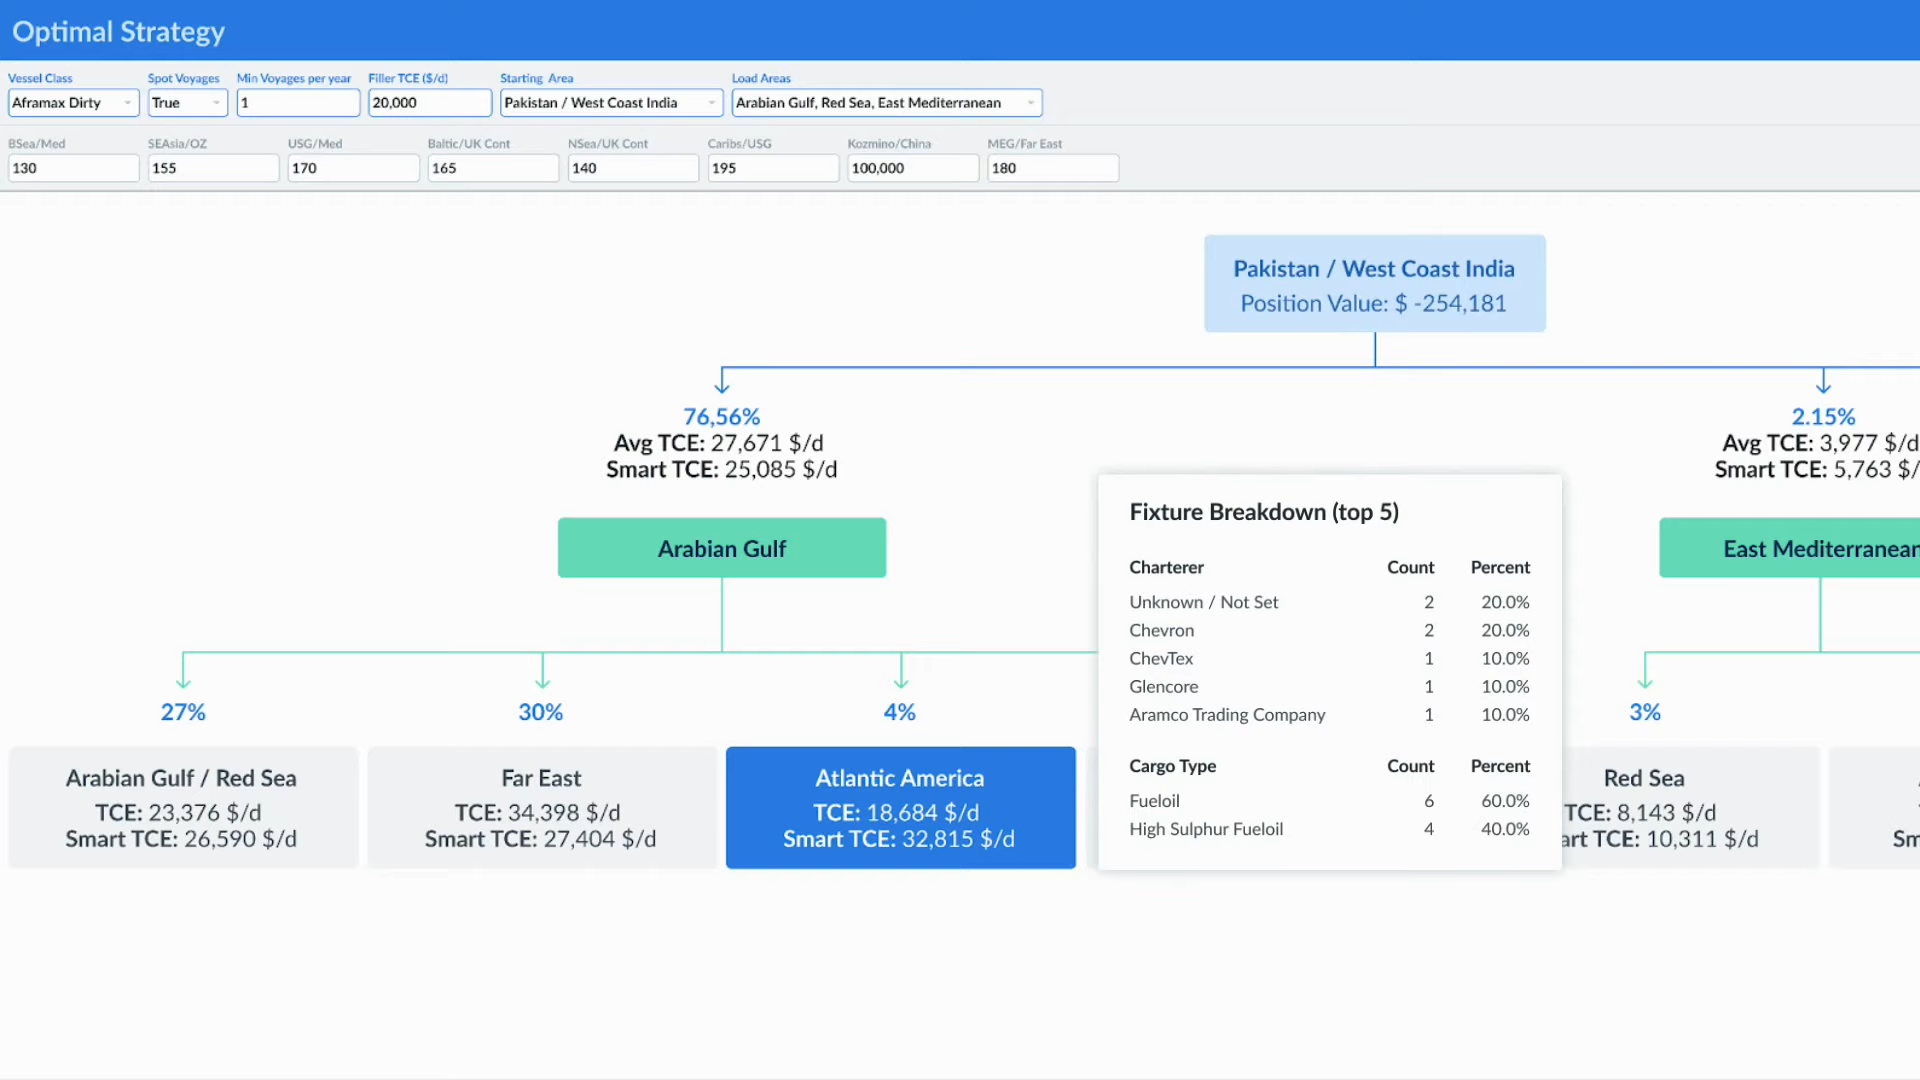 Optimal Strategy
Vessel Class Spot Voyages Min Voyages per year Filler TCE ($/d) Starting Area Load Areas
Aframax Dirty True 1 20,000 Pakistan / West Coast India Arabian Gulf, Red Sea, East Mediterranean
BSea/Med SEAsia/OZ USG/Med Baltic/UK Cont NSea/UK Cont Caribs/USG Kozmino/China MEG/Far East
130 155 170 165 140 195 100,000 180
Pakistan / West Coast India
Position Value: $ -254,181
76,56% 2.15%
Avg TCE: 27,671 $/d Avg TCE: 3,977 $/d
Smart TCE: 25,085 $/d Smart TCE: 5,763 $/
Arabian Gulf East Mediterranean
Fixture Breakdown (top 5)
Charterer Count Percent
Unknown / Not Set 2 20.0%
Chevron 2 20.0%
ChevTex 1 10.0%
Glencore 1 10.0%
Aramco Trading Company 1 10.0%
Cargo Type Count Percent
Fueloil 6 60.0%
High Sulphur Fueloil 4 40.0%
27% 30% 4% 3%
Arabian Gulf / Red Sea Far East Atlantic America Red Sea
TCE: 23,376 $/d TCE: 34,398 $/d TCE: 18,684 $/d TCE: 8,143 $/d
Smart TCE: 26,590 $/d Smart TCE: 27,404 $/d Smart TCE: 32,815 $/d art TCE: 10,311 $/d Sm